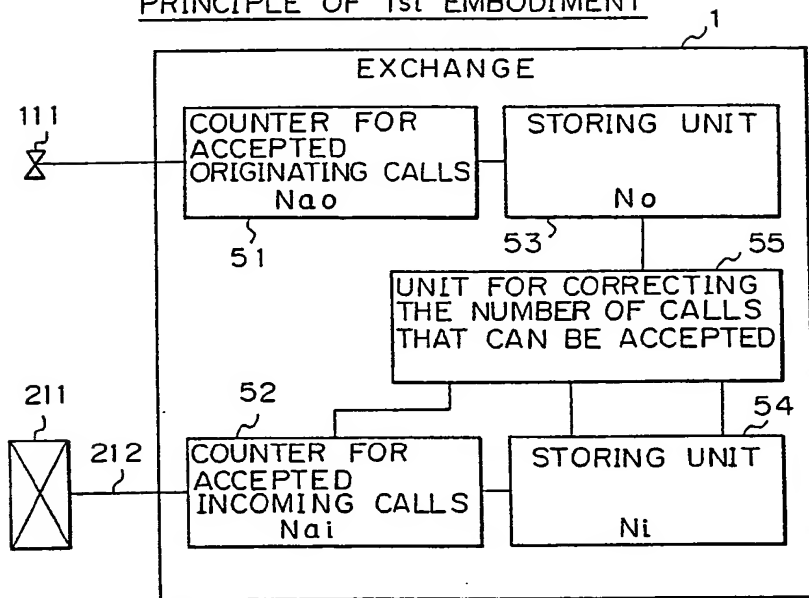 PRINCIPLE OF 1st EMBODIMENT
1
EXCHANGE
111
COUNTER FOR
ACCEPTED
ORIGINATING CALLS
Nao
51
STORING UNIT
No
53
55
UNIT FOR CORRECTING
THE NUMBER OF CALLS
THAT CAN BE ACCEPTED
211
212
52
COUNTER FOR
ACCEPTED
INCOMING CALLS
Nai
54
STORING UNIT
Ni